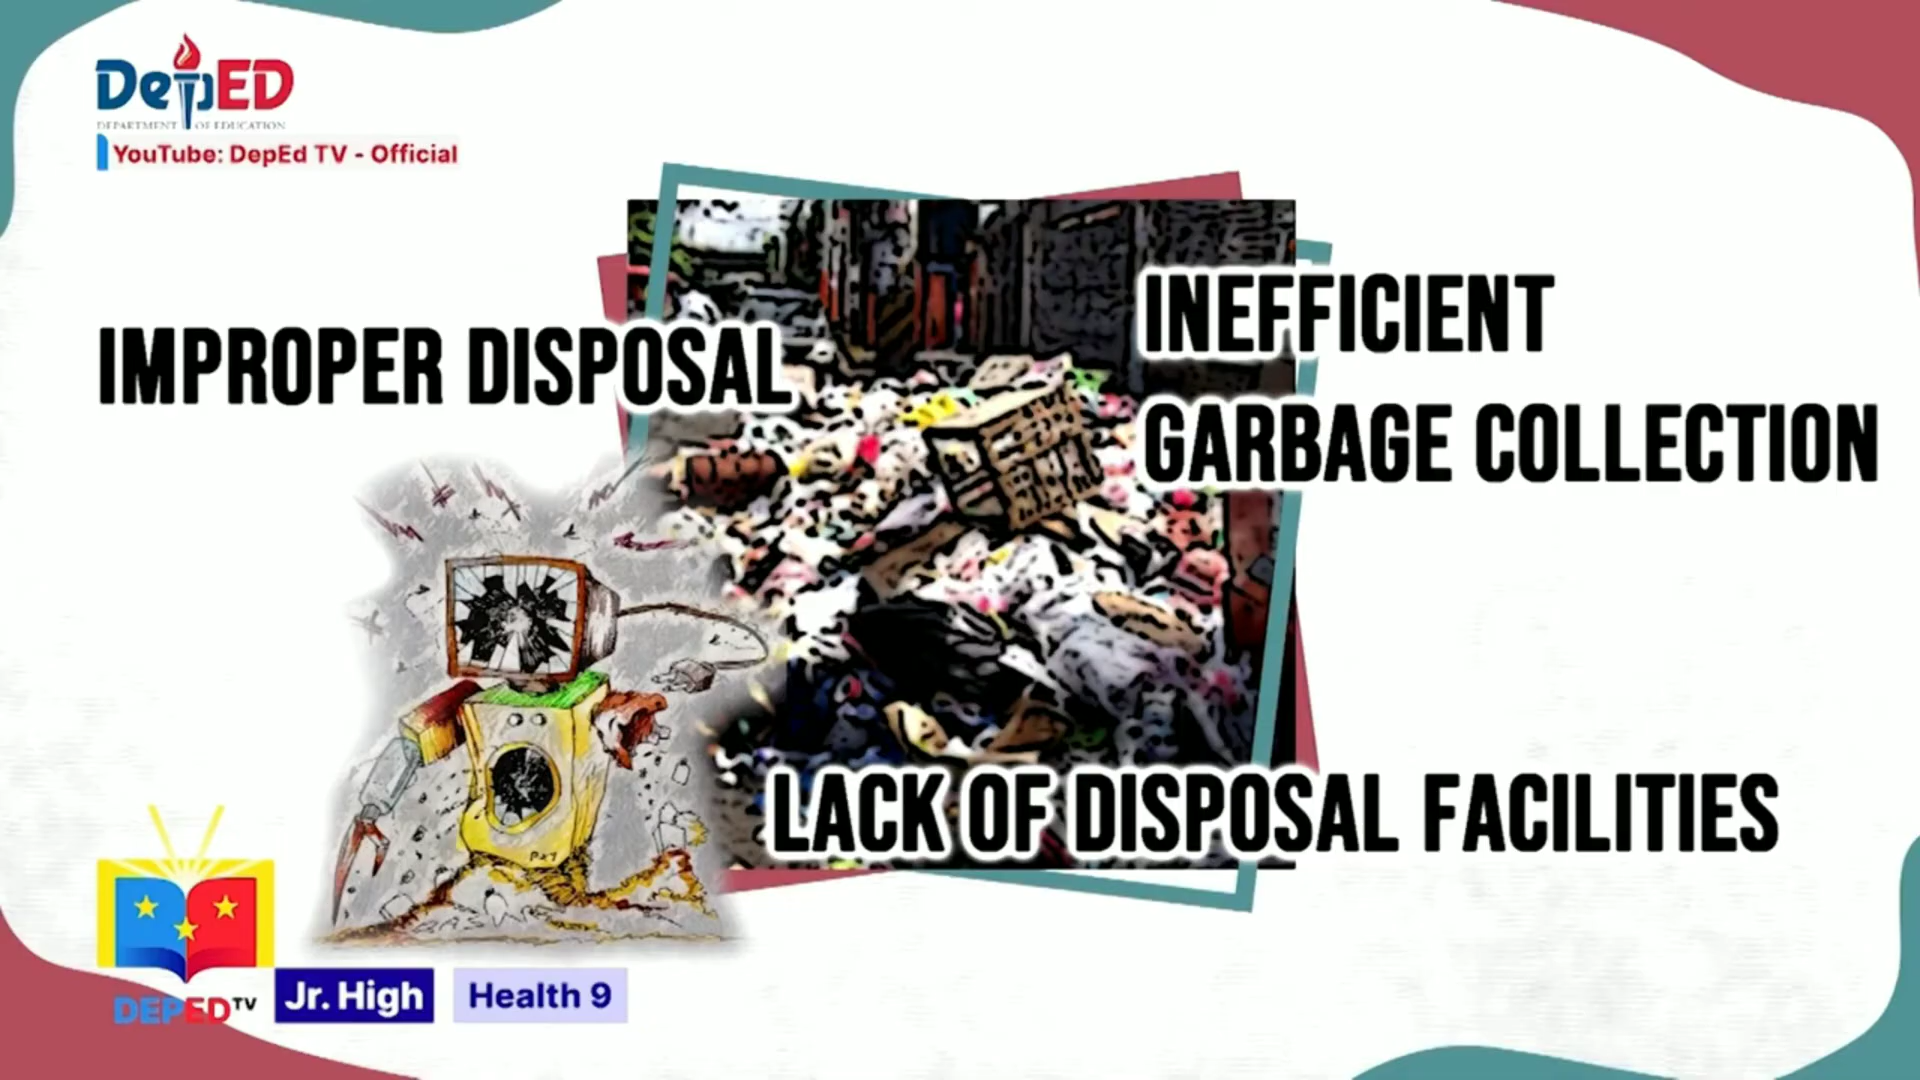 DepED
DEPARTMENT OF EDUCATION
YouTube: DepEd TV - Official
IMPROPER DISPOSAL
INEFFICIENT
GARBAGE COLLECTION
LACK OF DISPOSAL FACILITIES
DEPED TV
Jr. High
Health 9